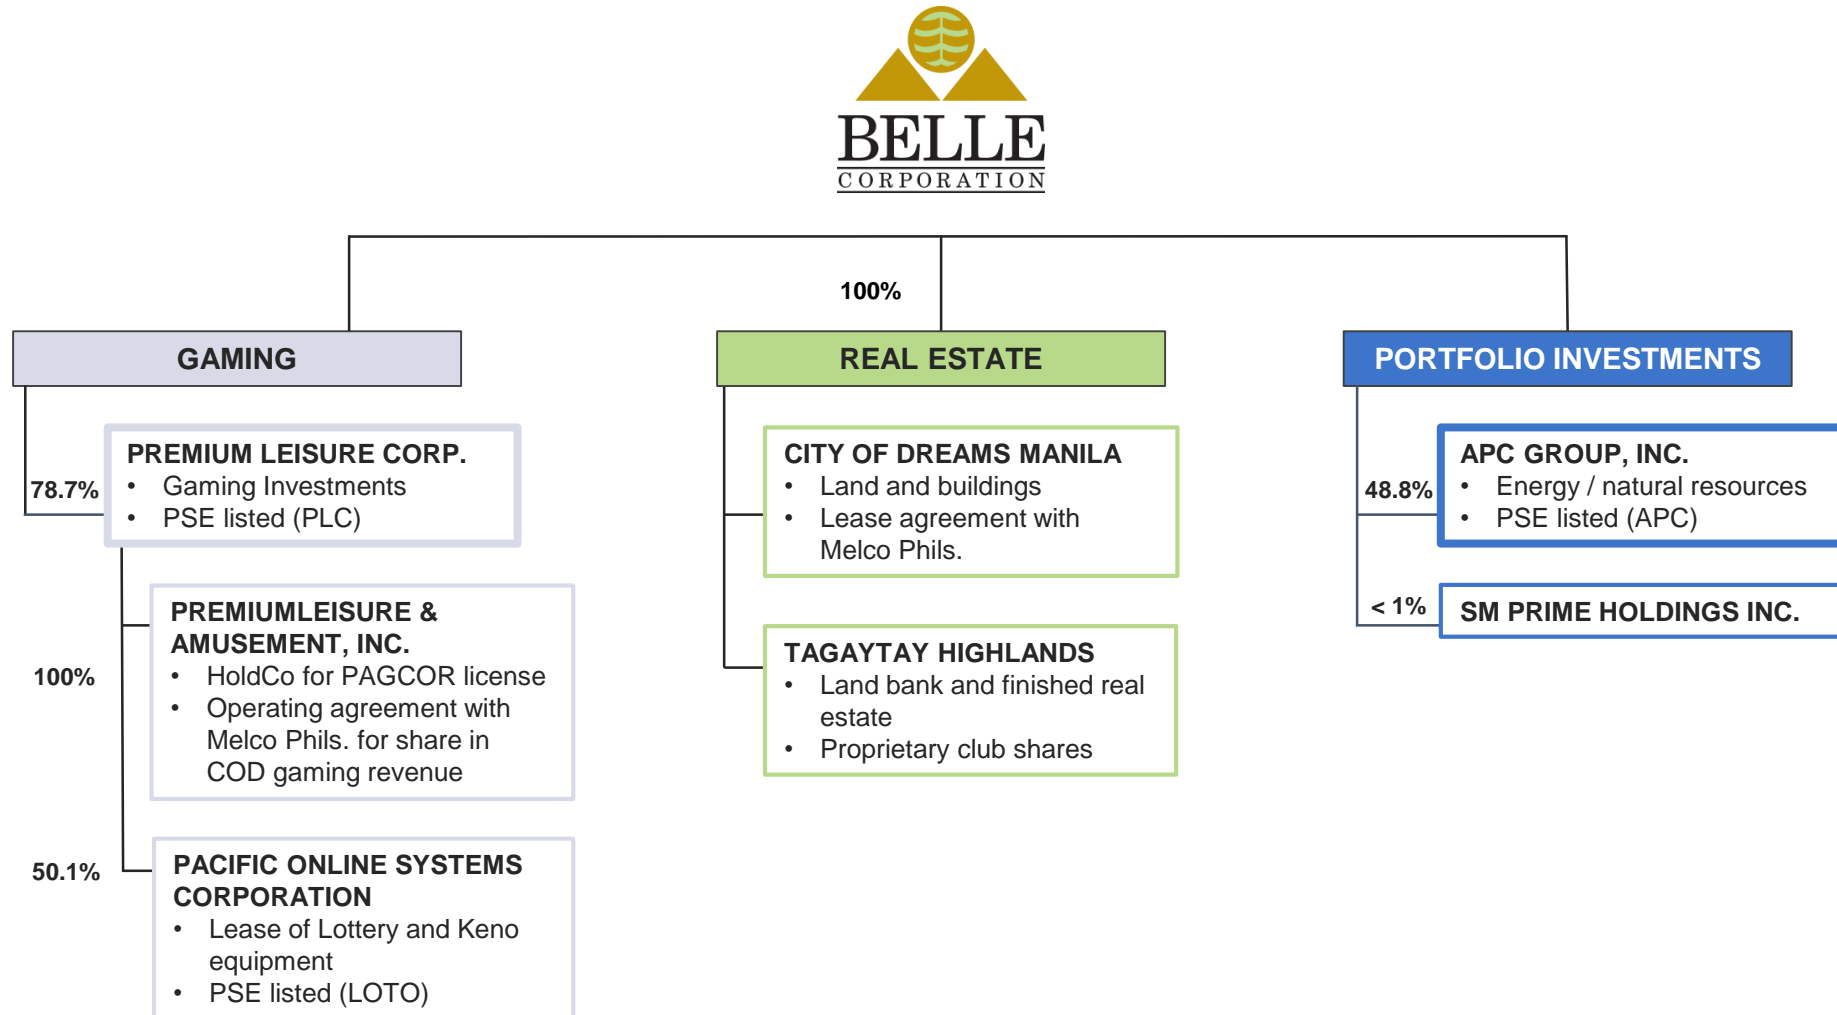 BELLE
CORPORATION
100%
GAMING
78.7%
PREMIUM LEISURE CORP.
• Gaming Investments
• PSE listed (PLC)
100%
PREMIUMLEISURE &
AMUSEMENT, INC.
• HoldCo for PAGCOR license
• Operating agreement with
Melco Phils. for share in
COD gaming revenue
50.1%
PACIFIC ONLINE SYSTEMS
CORPORATION
• Lease of Lottery and Keno
equipment
• PSE listed (LOTO)
REAL ESTATE
CITY OF DREAMS MANILA
• Land and buildings
• Lease agreement with
Melco Phils.
TAGAYTAY HIGHLANDS
• Land bank and finished real
estate
• Proprietary club shares
PORTFOLIO INVESTMENTS
48.8%
APC GROUP, INC.
• Energy / natural resources
• PSE listed (APC)
< 1%
SM PRIME HOLDINGS INC.